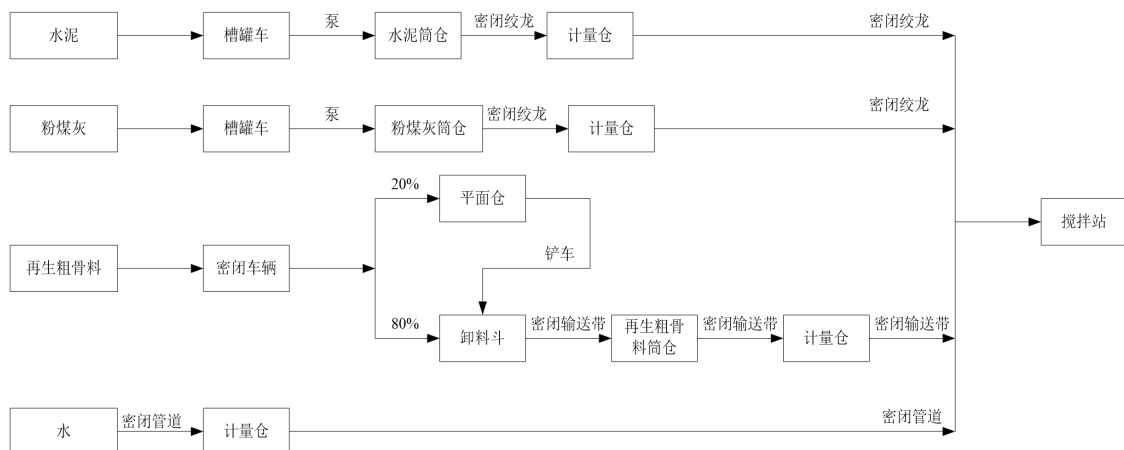 水泥
槽罐车
泵
水泥筒仓
密闭绞龙
计量仓
密闭绞龙
粉煤灰
槽罐车
泵
粉煤灰筒仓
密闭绞龙
计量仓
密闭绞龙
20%
平面仓
铲车
搅拌站
再生粗骨料
密闭车辆
80%
卸料斗
密闭输送带
再生粗骨
料筒仓
密闭输送带
计量仓
密闭输送带
水
密闭管道
计量仓
密闭管道